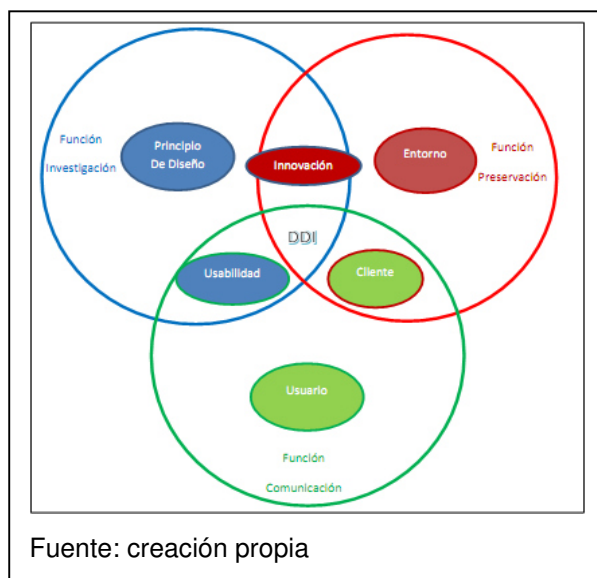 Función
Investigación
Principio
De Diseño
Innovación
Entorno
Función
Preservación
DDI
Usabilidad
Cliente
Usuario
Función
Comunicación
Fuente: creación propia